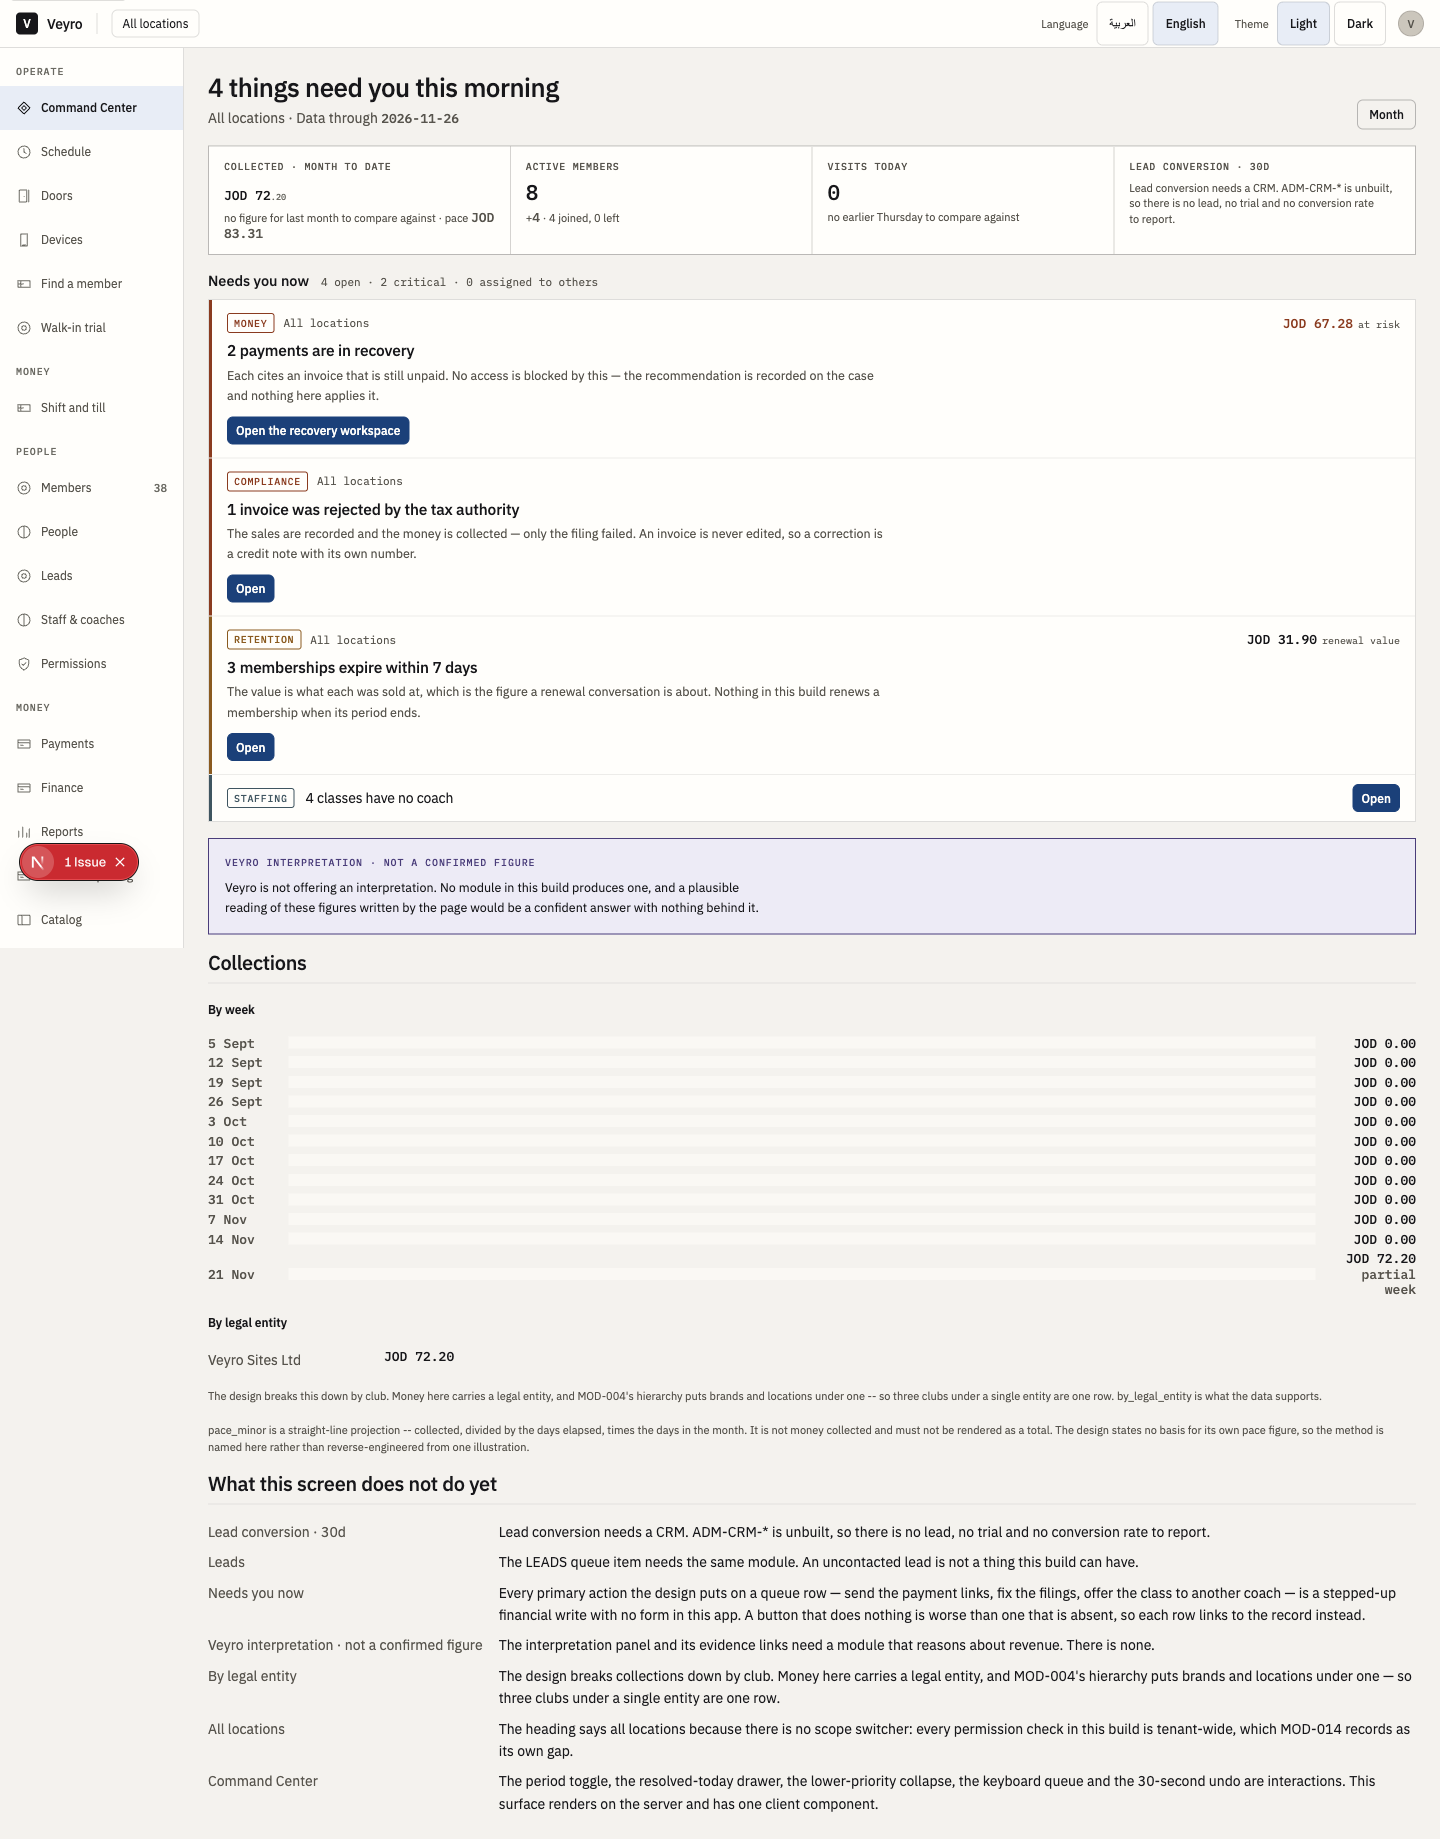 V Veyro All locations Language العربية English Theme Light Dark V
OPERATE
Command Center
Schedule
Doors
Devices
Find a member
Walk-in trial
MONEY
Shift and till
PEOPLE
Members 38
People
Leads
Staff & coaches
Permissions
MONEY
Payments
Finance
Reports
N 1 Issue
Catalog
4 things need you this morning
All locations · Data through 2026-11-26
Month
COLLECTED · MONTH TO DATE
JOD 72.20
no figure for last month to compare against · pace JOD
83.31
ACTIVE MEMBERS
8
+4 · 4 joined, 0 left
VISITS TODAY
0
no earlier Thursday to compare against
LEAD CONVERSION · 30D
Lead conversion needs a CRM. ADM-CRM-* is unbuilt,
so there is no lead, no trial and no conversion rate
to report.
Needs you now 4 open · 2 critical · 0 assigned to others
MONEY All locations JOD 67.28 at risk
2 payments are in recovery
Each cites an invoice that is still unpaid. No access is blocked by this — the recommendation is recorded on the case
and nothing here applies it.
Open the recovery workspace
COMPLIANCE All locations
1 invoice was rejected by the tax authority
The sales are recorded and the money is collected — only the filing failed. An invoice is never edited, so a correction is
a credit note with its own number.
Open
RETENTION All locations JOD 31.90 renewal value
3 memberships expire within 7 days
The value is what each was sold at, which is the figure a renewal conversation is about. Nothing in this build renews a
membership when its period ends.
Open
STAFFING 4 classes have no coach Open
VEYRO INTERPRETATION · NOT A CONFIRMED FIGURE
Veyro is not offering an interpretation. No module in this build produces one, and a plausible
reading of these figures written by the page would be a confident answer with nothing behind it.
Collections
By week
5 Sept JOD 0.00
12 Sept JOD 0.00
19 Sept JOD 0.00
26 Sept JOD 0.00
3 Oct JOD 0.00
10 Oct JOD 0.00
17 Oct JOD 0.00
24 Oct JOD 0.00
31 Oct JOD 0.00
7 Nov JOD 0.00
14 Nov JOD 0.00
21 Nov JOD 72.20
partial
week
By legal entity
Veyro Sites Ltd JOD 72.20
The design breaks this down by club. Money here carries a legal entity, and MOD-004's hierarchy puts brands and locations under one -- so three clubs under a single entity are one row. by_legal_entity is what the data supports.
pace_minor is a straight-line projection -- collected, divided by the days elapsed, times the days in the month. It is not money collected and must not be rendered as a total. The design states no basis for its own pace figure, so the method is
named here rather than reverse-engineered from one illustration.
What this screen does not do yet
Lead conversion · 30d Lead conversion needs a CRM. ADM-CRM-* is unbuilt, so there is no lead, no trial and no conversion rate to report.
Leads The LEADS queue item needs the same module. An uncontacted lead is not a thing this build can have.
Needs you now Every primary action the design puts on a queue row — send the payment links, fix the filings, offer the class to another coach — is a stepped-up
financial write with no form in this app. A button that does nothing is worse than one that is absent, so each row links to the record instead.
Veyro interpretation · not a confirmed figure The interpretation panel and its evidence links need a module that reasons about revenue. There is none.
By legal entity The design breaks collections down by club. Money here carries a legal entity, and MOD-004's hierarchy puts brands and locations under one — so
three clubs under a single entity are one row.
All locations The heading says all locations because there is no scope switcher: every permission check in this build is tenant-wide, which MOD-014 records as
its own gap.
Command Center The period toggle, the resolved-today drawer, the lower-priority collapse, the keyboard queue and the 30-second undo are interactions. This
surface renders on the server and has one client component.